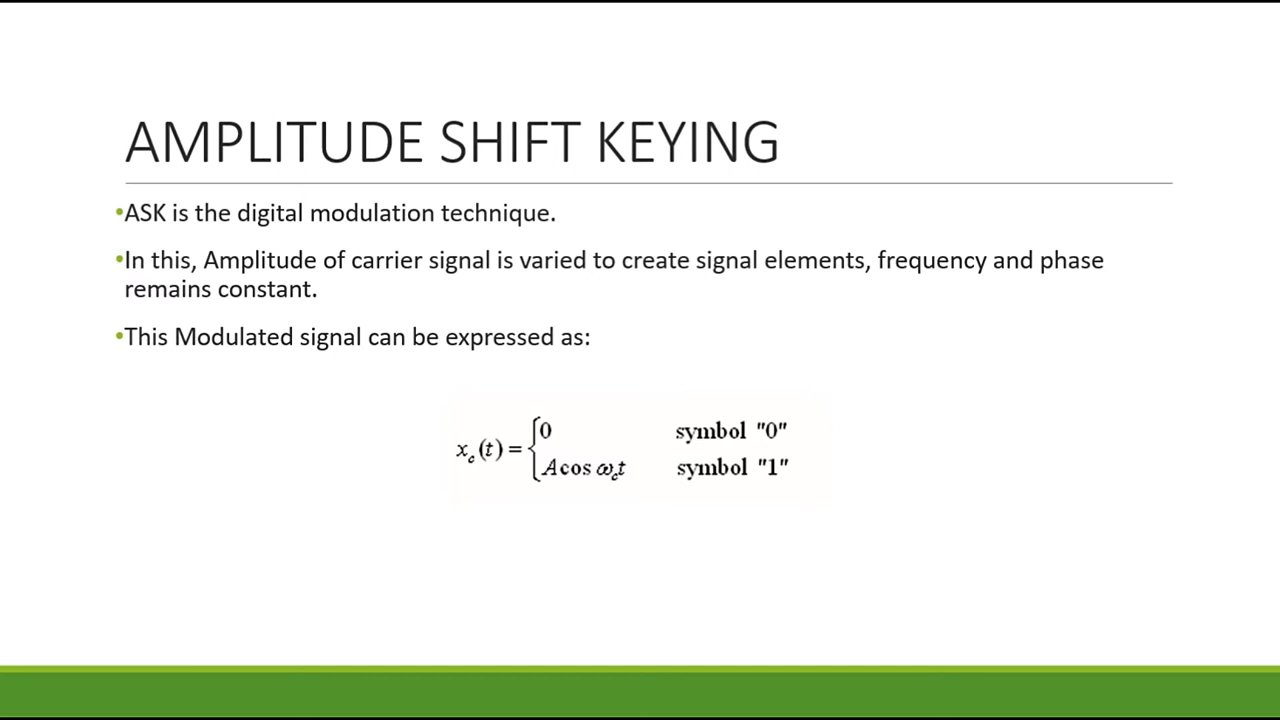 AMPLITUDE SHIFT KEYING
•ASK is the digital modulation technique.
•In this, Amplitude of carrier signal is varied to create signal elements, frequency and phase
remains constant.
•This Modulated signal can be expressed as:
x_c(t) = { 0 symbol "0"
A cos ω_c t symbol "1"